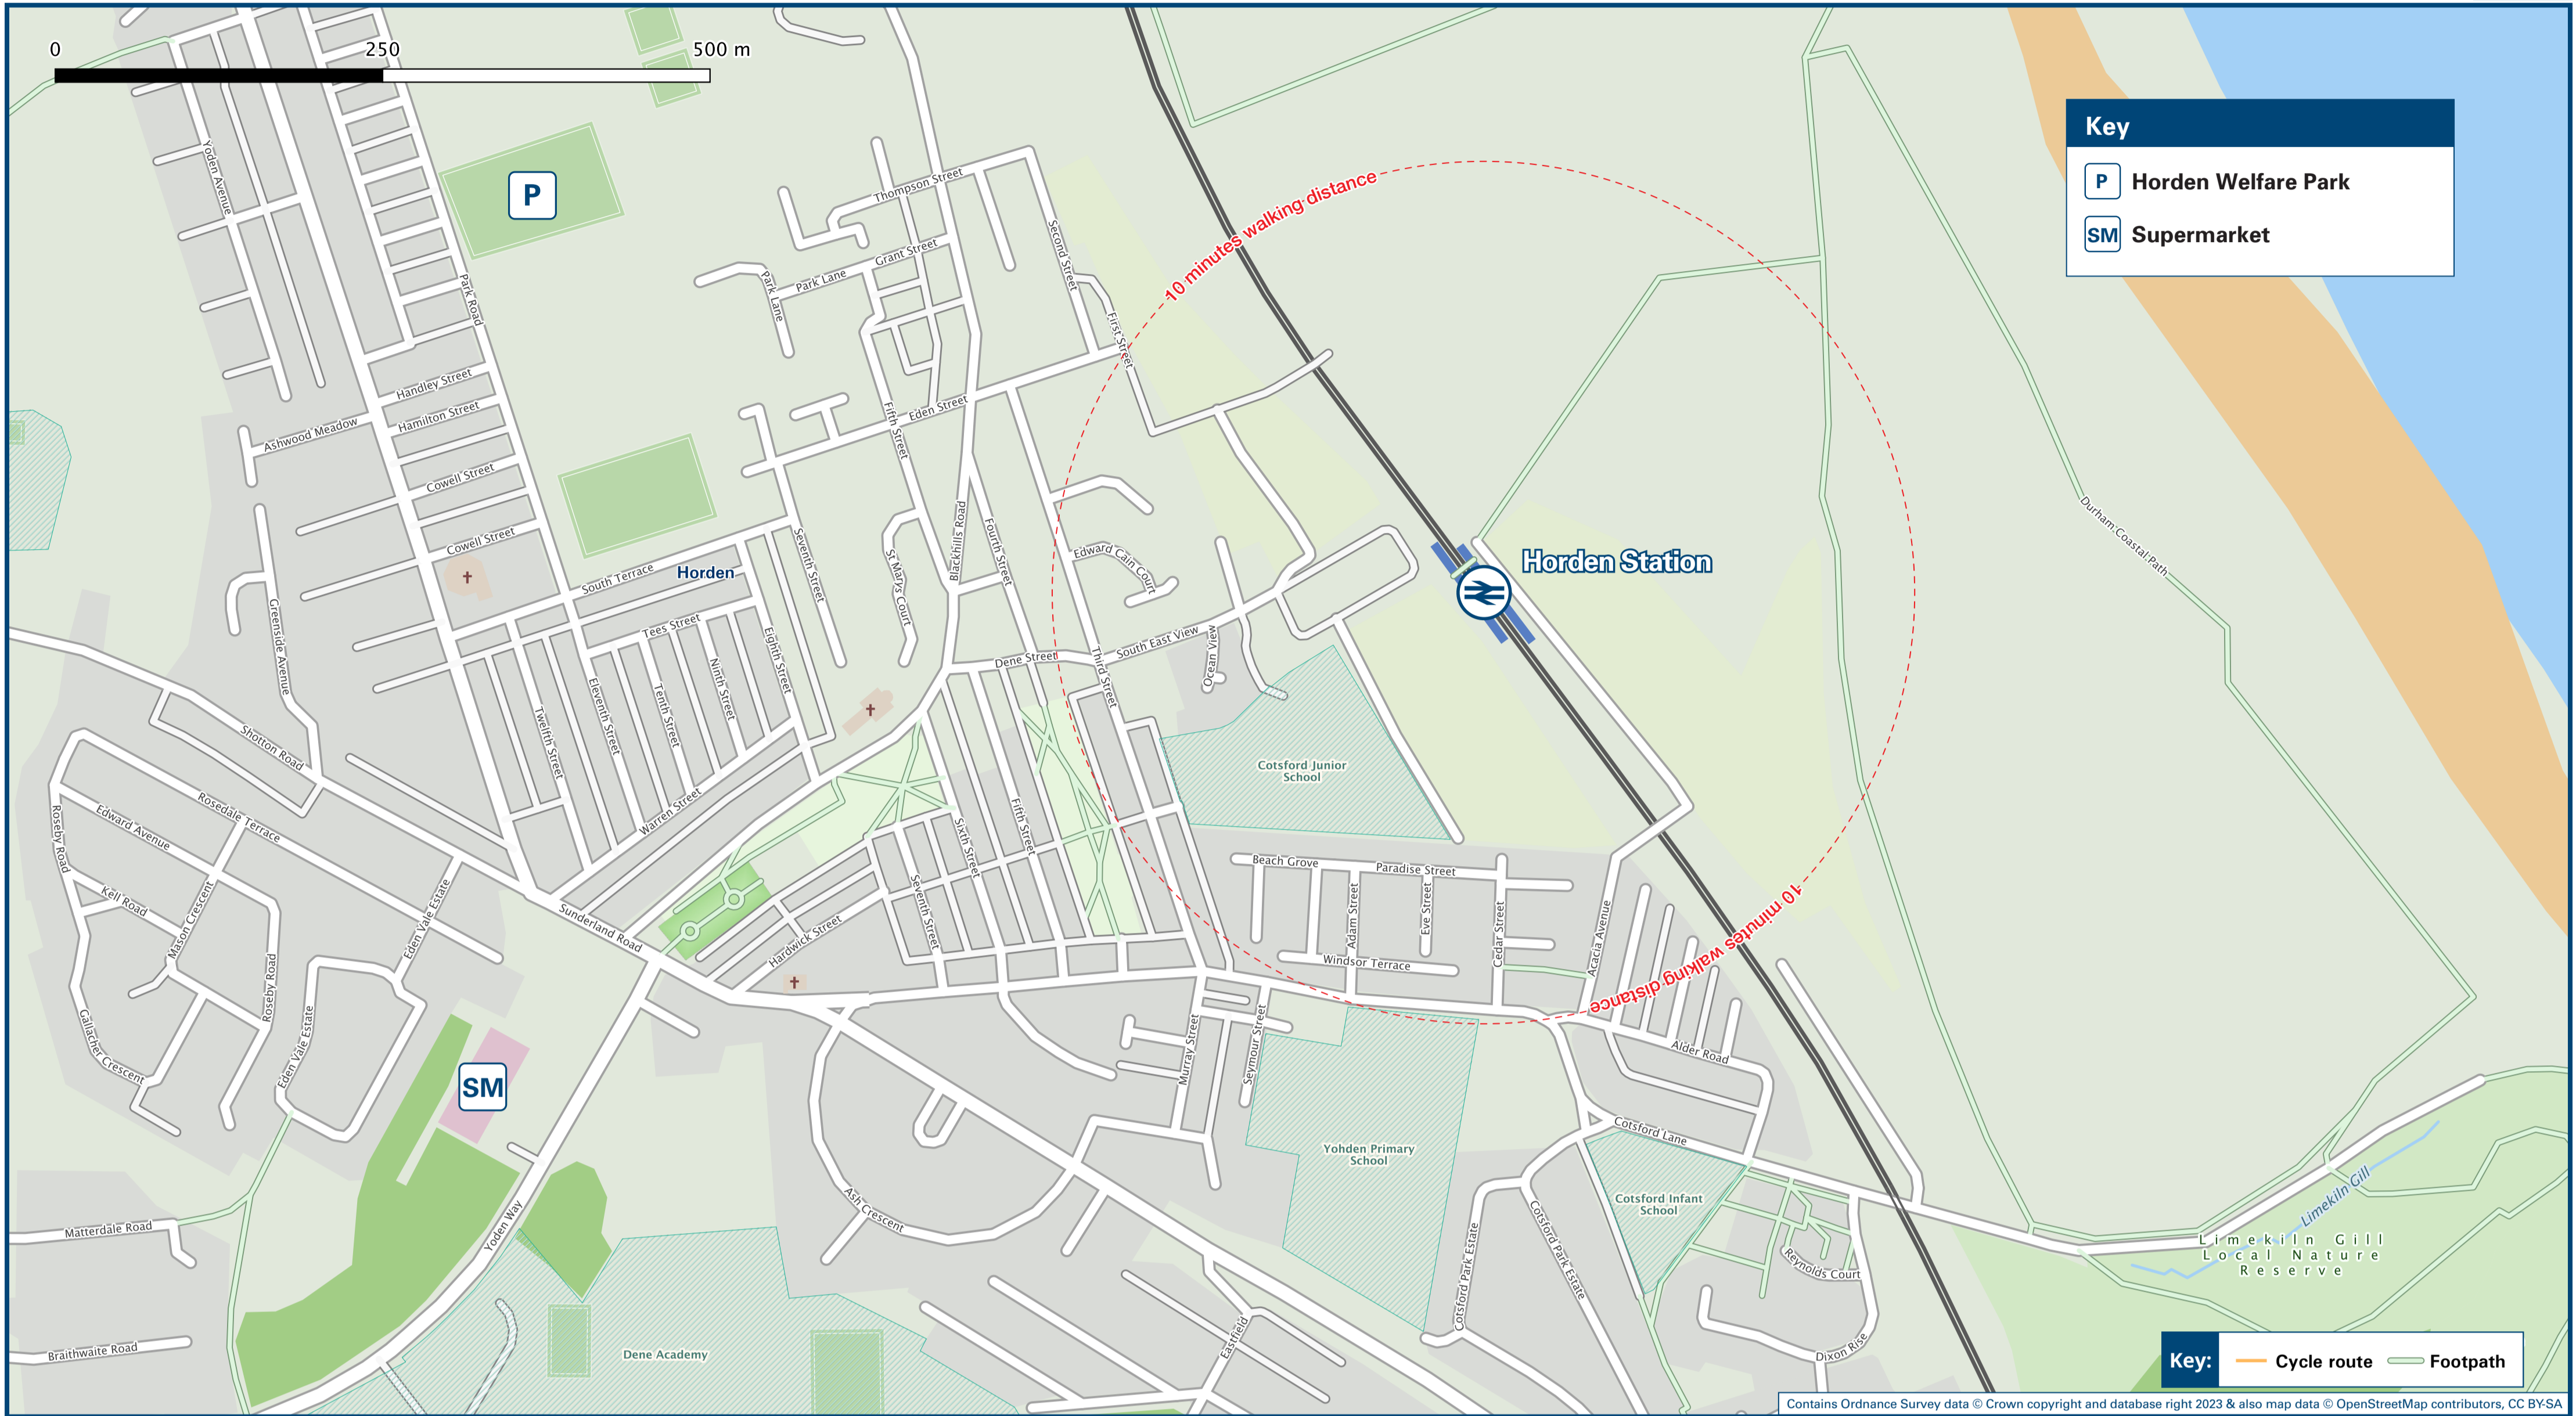 0
250
500 m
Key
P
Horden Welfare Park
SM
Supermarket
P
10 minutes walking distance
Yoden Avenue
Park Road
Thompson Street
Grant Street
Park Lane
Park Lane
Second Street
First Street
Handley Street
Hamilton Street
Ashwood Meadow
Cowell Street
Cowell Street
Eden Street
Fifth Street
Blackhills Road
Fourth Street
Seventh Street
St Marys Court
Edward Cain Court
Horden Station
Durham Coastal Path
Horden
South Terrace
Tees Street
Greenside Avenue
Eighth Street
Ninth Street
Tenth Street
Eleventh Street
Twelfth Street
Warren Street
Dene Street
South East View
Ocean View
Third Street
Shotton Road
Rosedale Terrace
Edward Avenue
Roseby Road
Kell Road
Mason Crescent
Eden Vale Estate
Roseby Road
Eden Vale Estate
Gallacher Crescent
Sunderland Road
Hardwick Street
Seventh Street
Sixth Street
Fifth Street
Cotsford Junior
School
Beach Grove
Paradise Street
Adam Street
Eve Street
Cedar Street
Windsor Terrace
Acacia Avenue
10 minutes walking distance
Alder Road
Murray Street
Seymour Street
SM
Yohden Primary
School
Cotsford Lane
Cotsford Infant
School
Cotsford Park Estate
Cotsford Park Estate
Reynolds Court
Dixon Rise
Limekiln Gill
Limekiln Gill
Local Nature
Reserve
Ash Crescent
Yoden Way
Matterdale Road
Braithwaite Road
Dene Academy
Eastfield
Key:
Cycle route
Footpath
Contains Ordnance Survey data © Crown copyright and database right 2023 & also map data © OpenStreetMap contributors, CC BY-SA